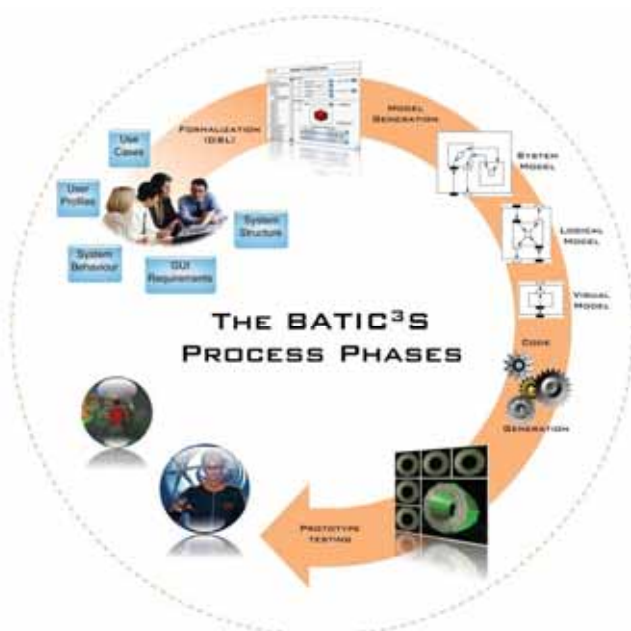 Use
Cases
User
Profiles
System
Behaviour
GUI
Requirements
System
Structure
Formalization
(DSL)
Model
Generation
System
Model
Logical
Model
Visual
Model
Code
Generation
Prototype
testing
The BATIC³S
Process Phases